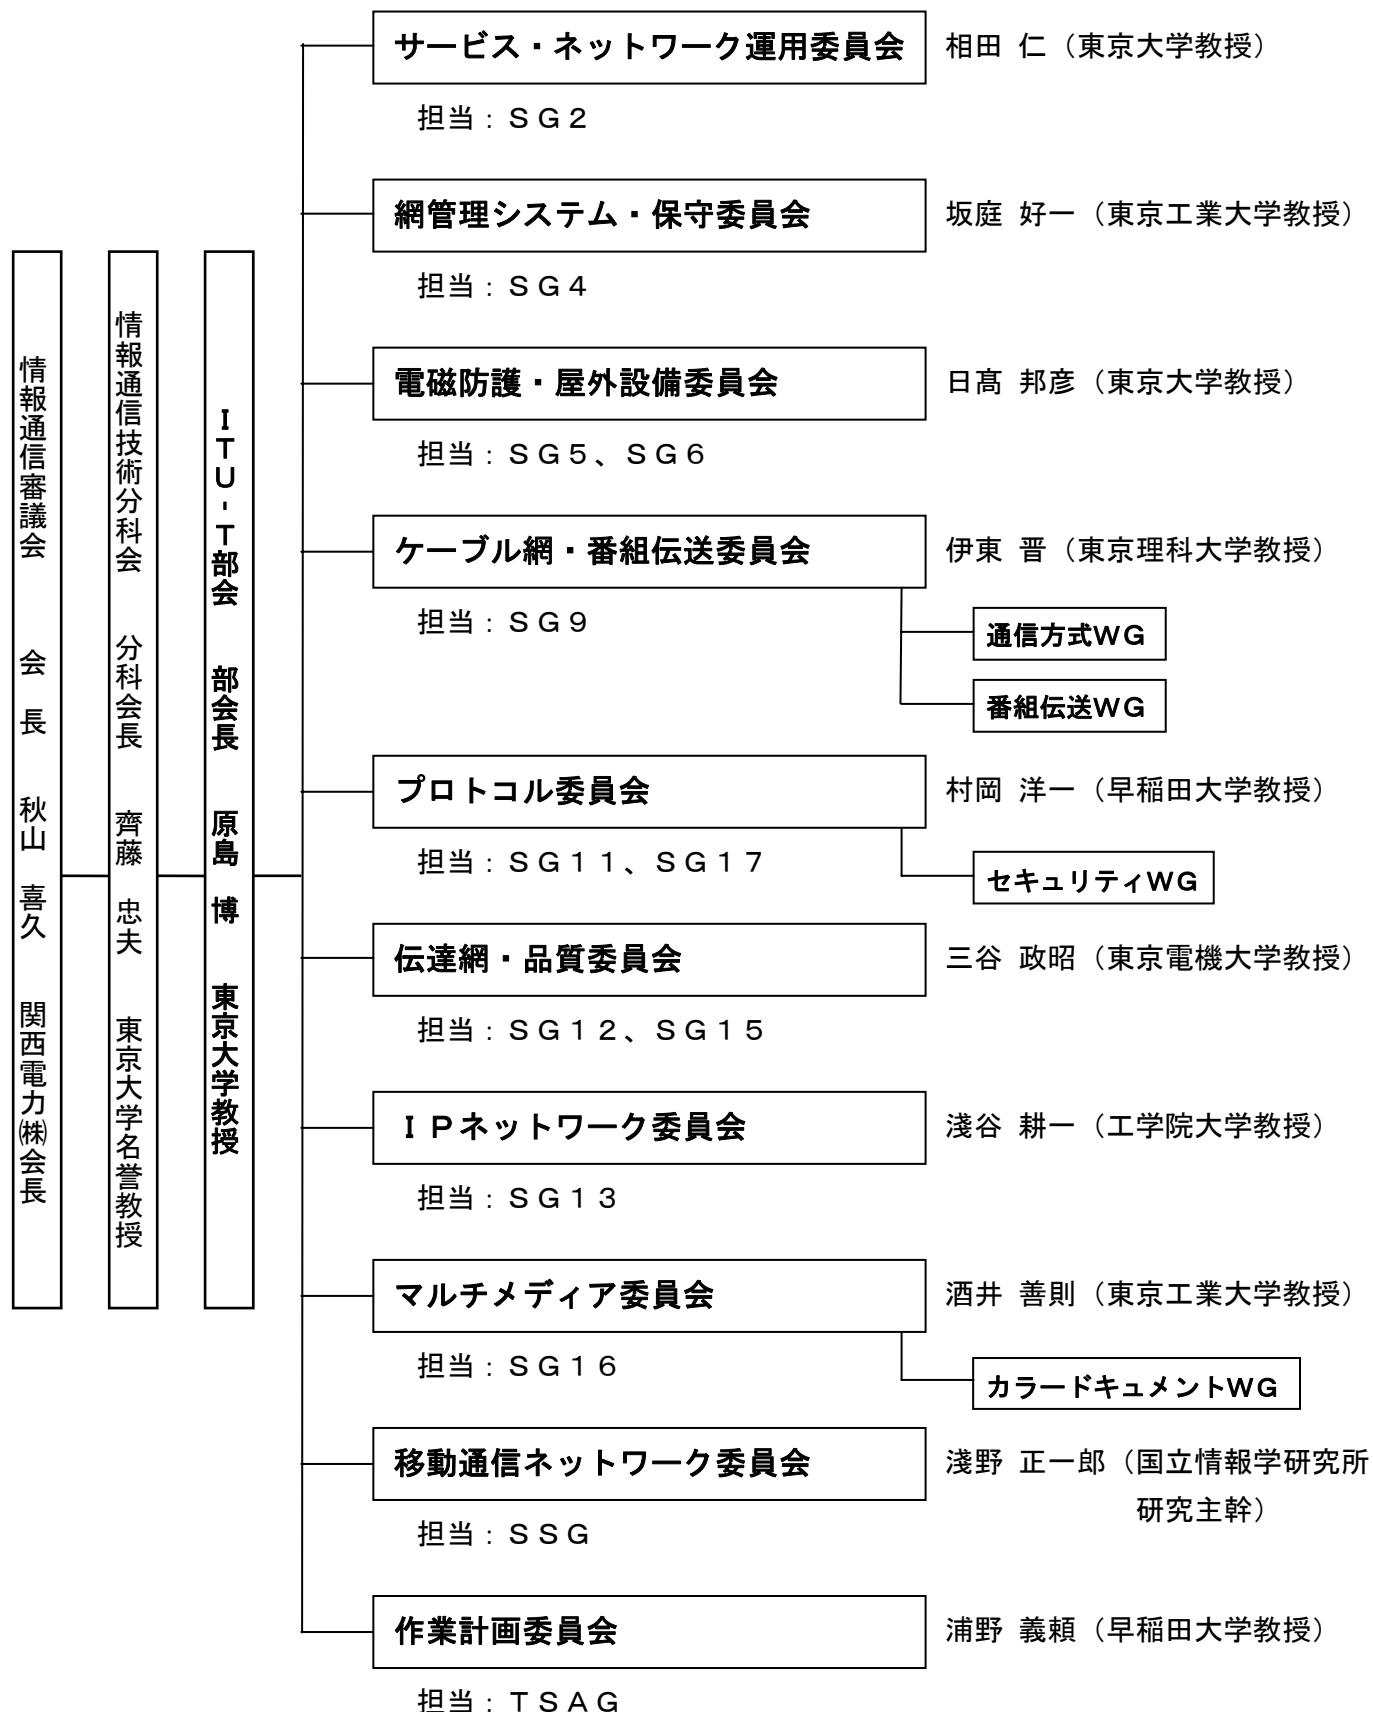 情報通信審議会 会長 秋山 喜久 関西電力㈱会長
情報通信技術分科会 分科会長 齊藤 忠夫 東京大学名誉教授
ITU-T部会 部会長 原島 博 東京大学教授
サービス・ネットワーク運用委員会 相田 仁（東京大学教授）
担当：ＳＧ２
網管理システム・保守委員会 坂庭 好一（東京工業大学教授）
担当：ＳＧ４
電磁防護・屋外設備委員会 日髙 邦彦（東京大学教授）
担当：ＳＧ５、ＳＧ６
ケーブル網・番組伝送委員会 伊東 晋（東京理科大学教授）
担当：ＳＧ９
通信方式ＷＧ
番組伝送ＷＧ
プロトコル委員会 村岡 洋一（早稲田大学教授）
担当：ＳＧ１１、ＳＧ１７
セキュリティＷＧ
伝達網・品質委員会 三谷 政昭（東京電機大学教授）
担当：ＳＧ１２、ＳＧ１５
ＩＰネットワーク委員会 淺谷 耕一（工学院大学教授）
担当：ＳＧ１３
マルチメディア委員会 酒井 善則（東京工業大学教授）
担当：ＳＧ１６
カラードキュメントＷＧ
移動通信ネットワーク委員会 淺野 正一郎（国立情報学研究所
研究主幹）
担当：ＳＳＧ
作業計画委員会 浦野 義頼（早稲田大学教授）
担当：ＴＳＡＧ